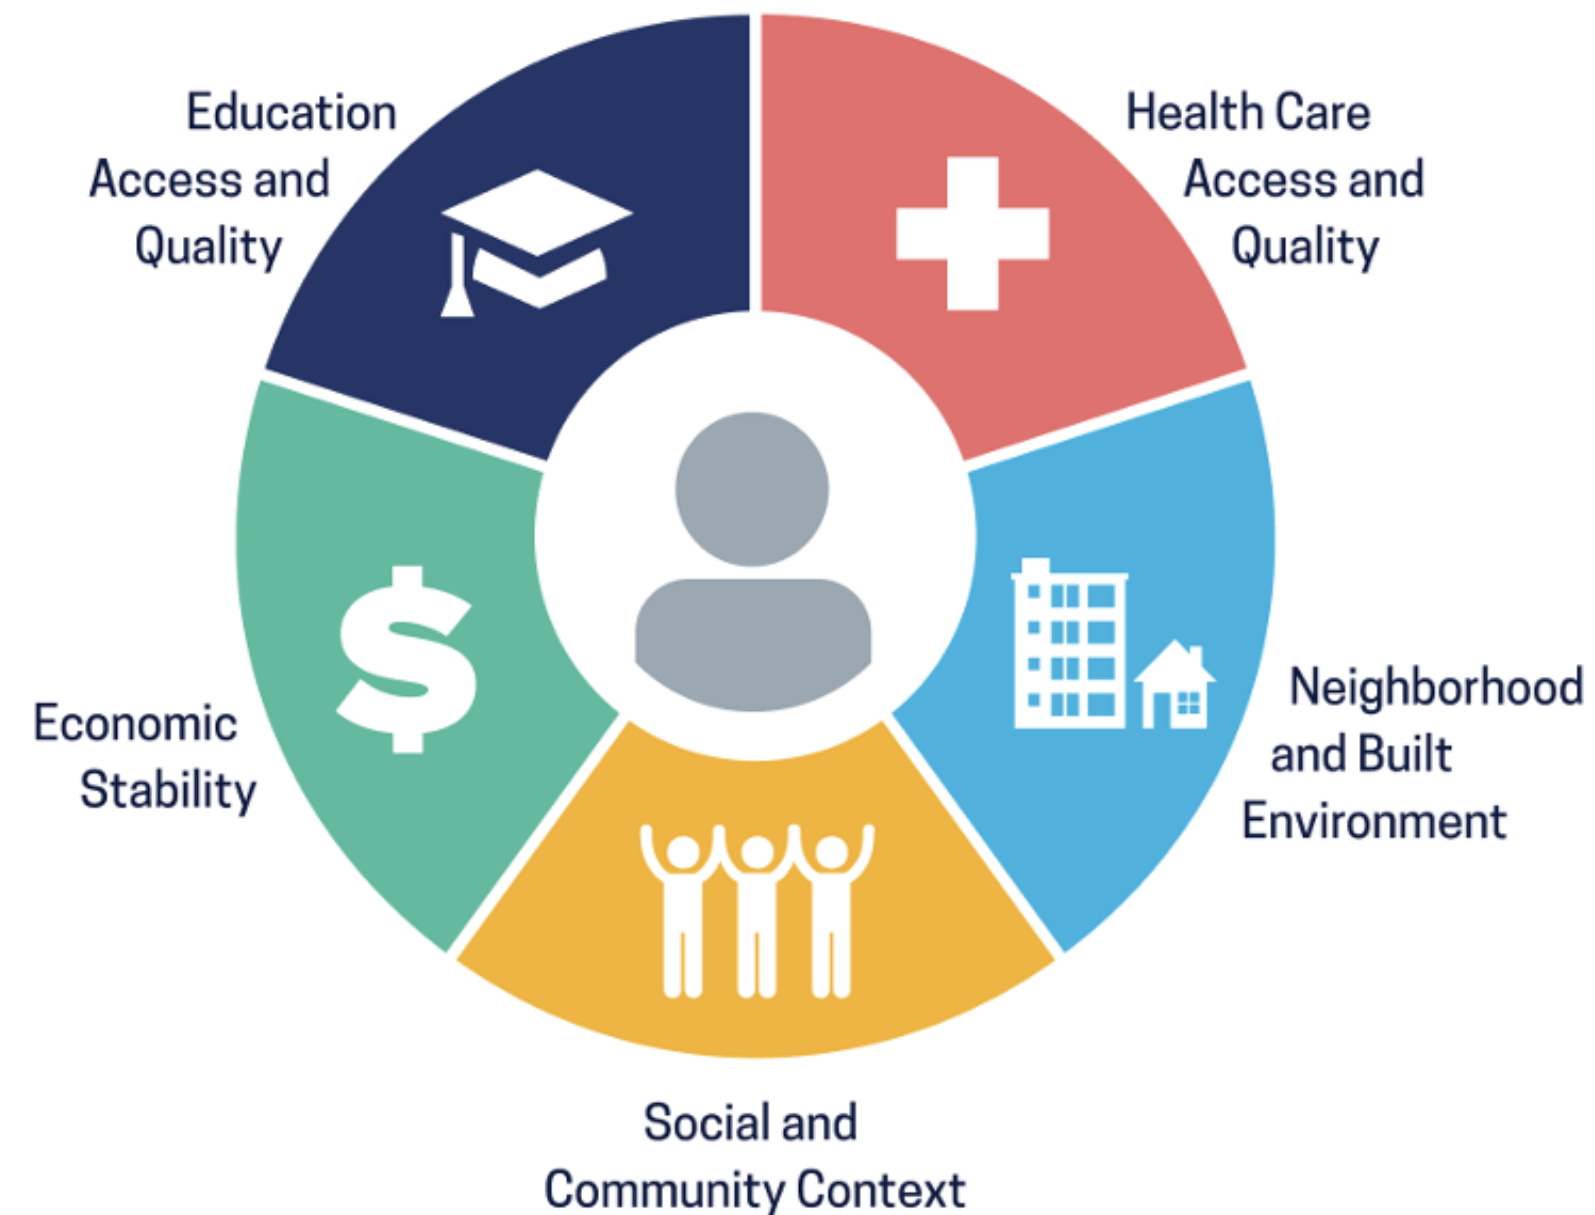 Education
Access and
Quality
Health Care
Access and
Quality
Economic
Stability
Neighborhood
and Built
Environment
Social and
Community Context